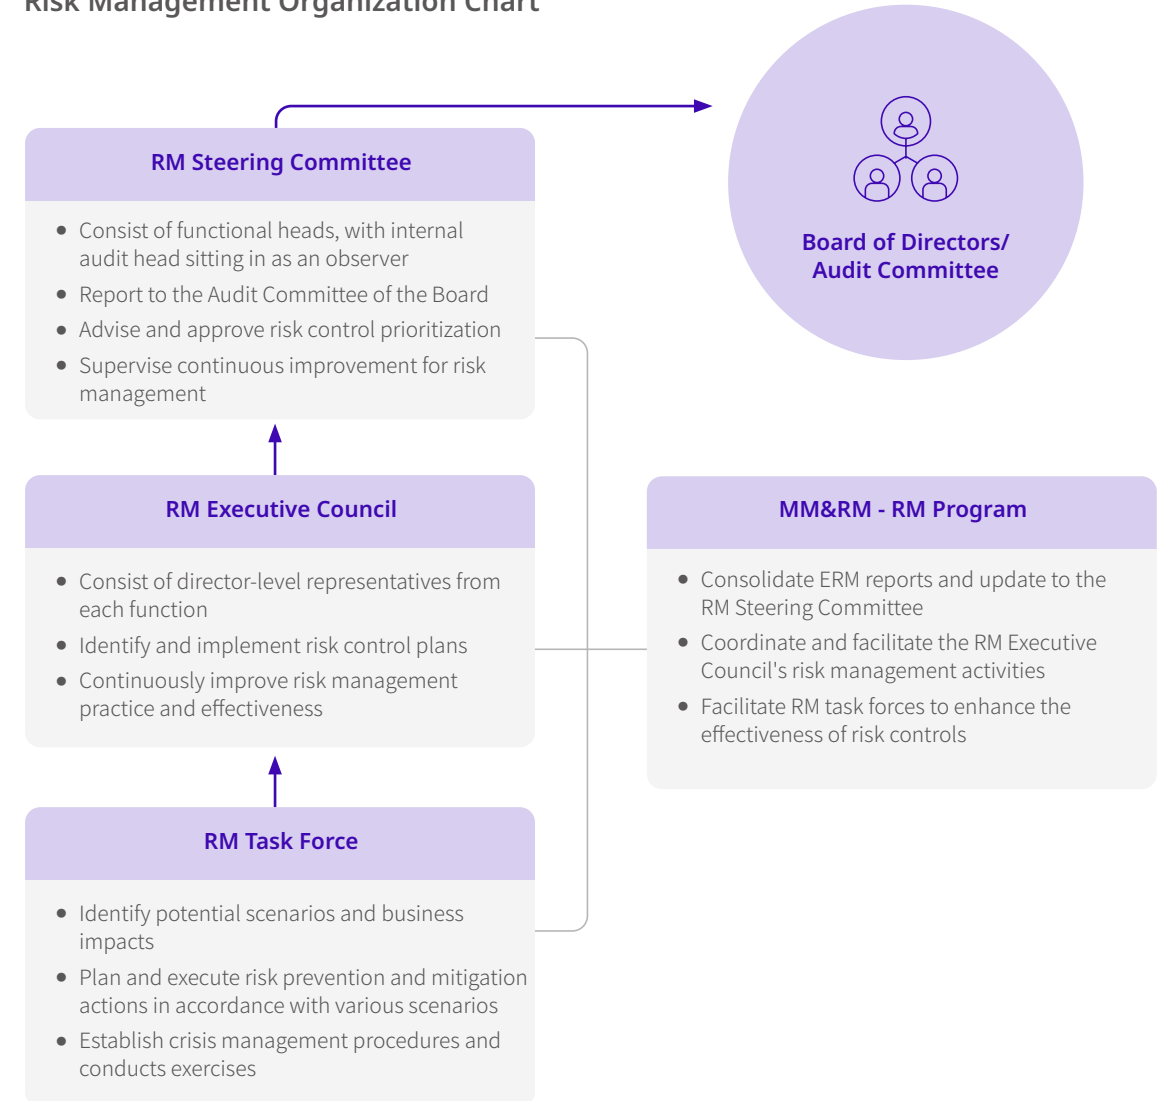 Risk Management Organization Chart
RM Steering Committee
• Consist of functional heads, with internal
audit head sitting in as an observer
• Report to the Audit Committee of the Board
• Advise and approve risk control prioritization
• Supervise continuous improvement for risk
management
Board of Directors/
Audit Committee
RM Executive Council
• Consist of director-level representatives from
each function
• Identify and implement risk control plans
• Continuously improve risk management
practice and effectiveness
MM&RM - RM Program
• Consolidate ERM reports and update to the
RM Steering Committee
• Coordinate and facilitate the RM Executive
Council's risk management activities
• Facilitate RM task forces to enhance the
effectiveness of risk controls
RM Task Force
• Identify potential scenarios and business
impacts
• Plan and execute risk prevention and mitigation
actions in accordance with various scenarios
• Establish crisis management procedures and
conducts exercises